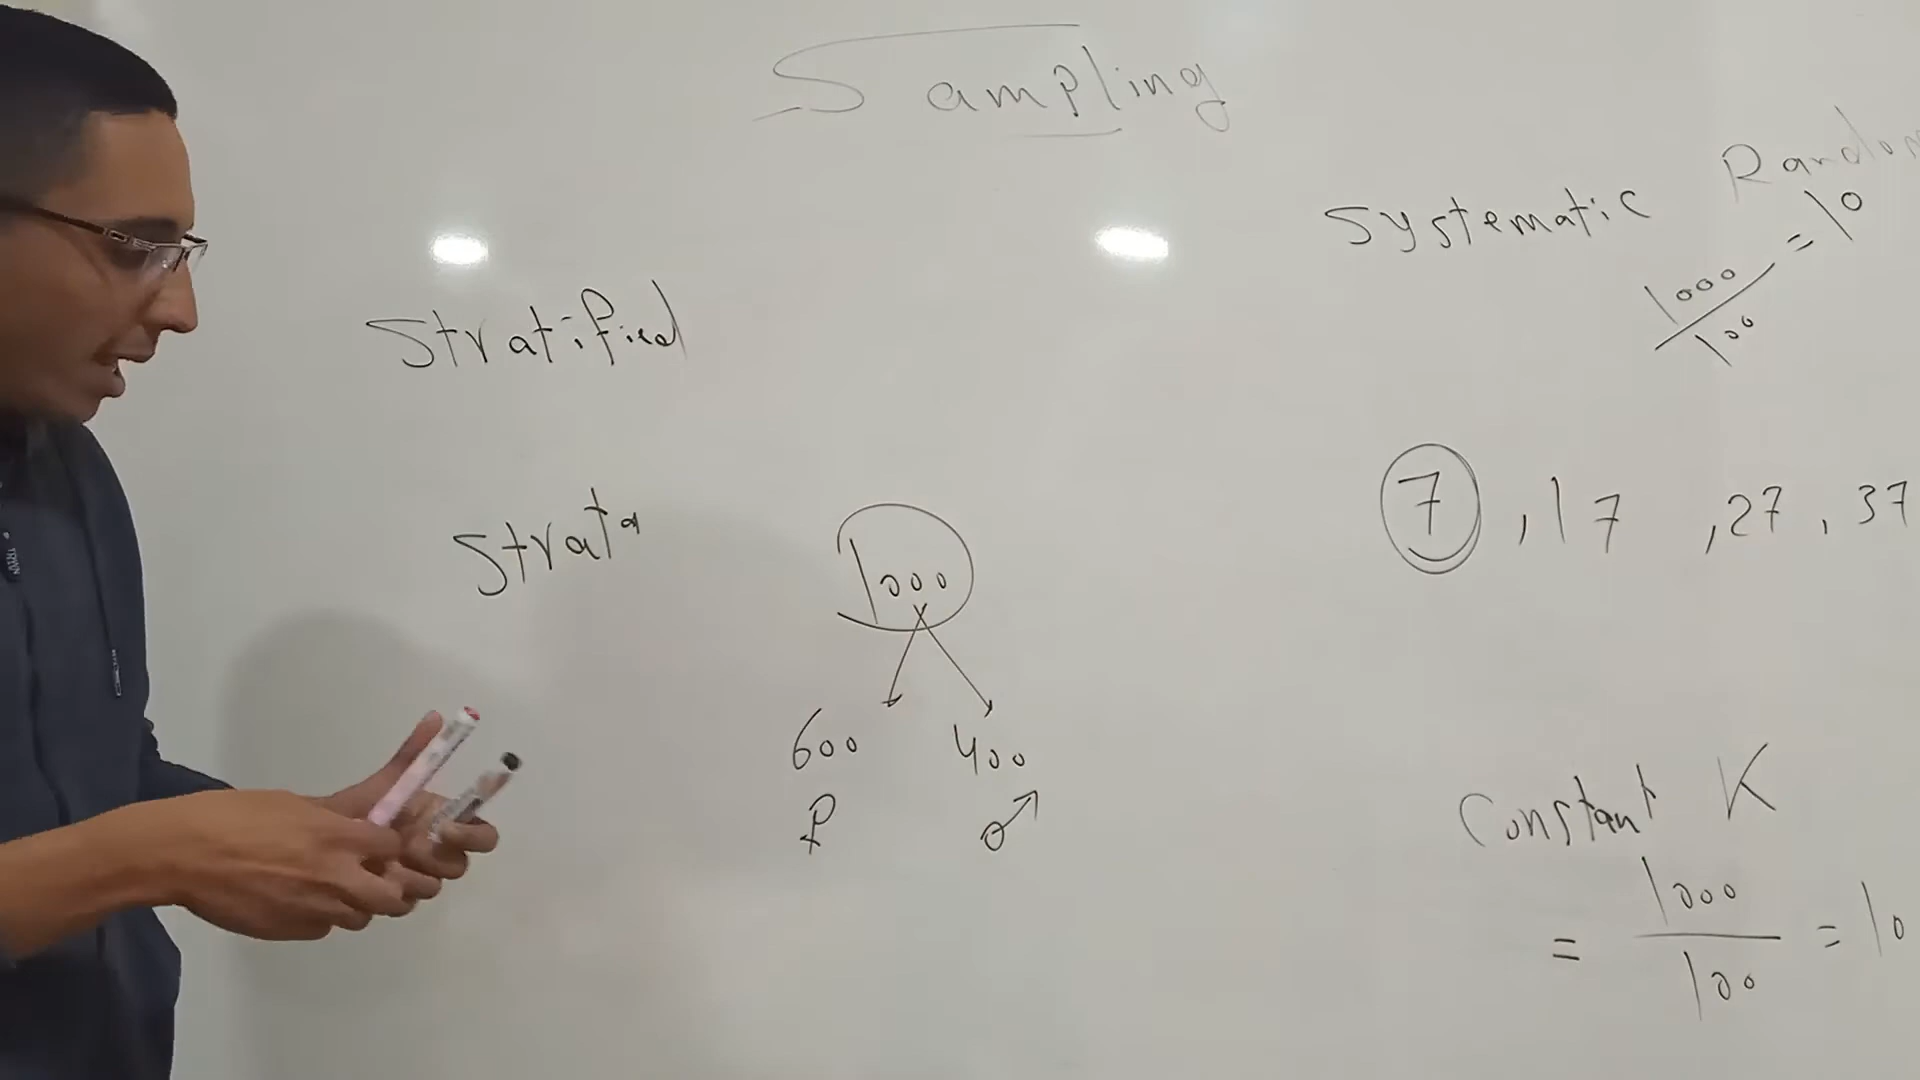 Sampling
Random
Systematic
1000/100 = 10
Stratified
Strata
1000
600 400
♀ ♂
7, 17, 27, 37
Constant K
= 1000/100 = 10